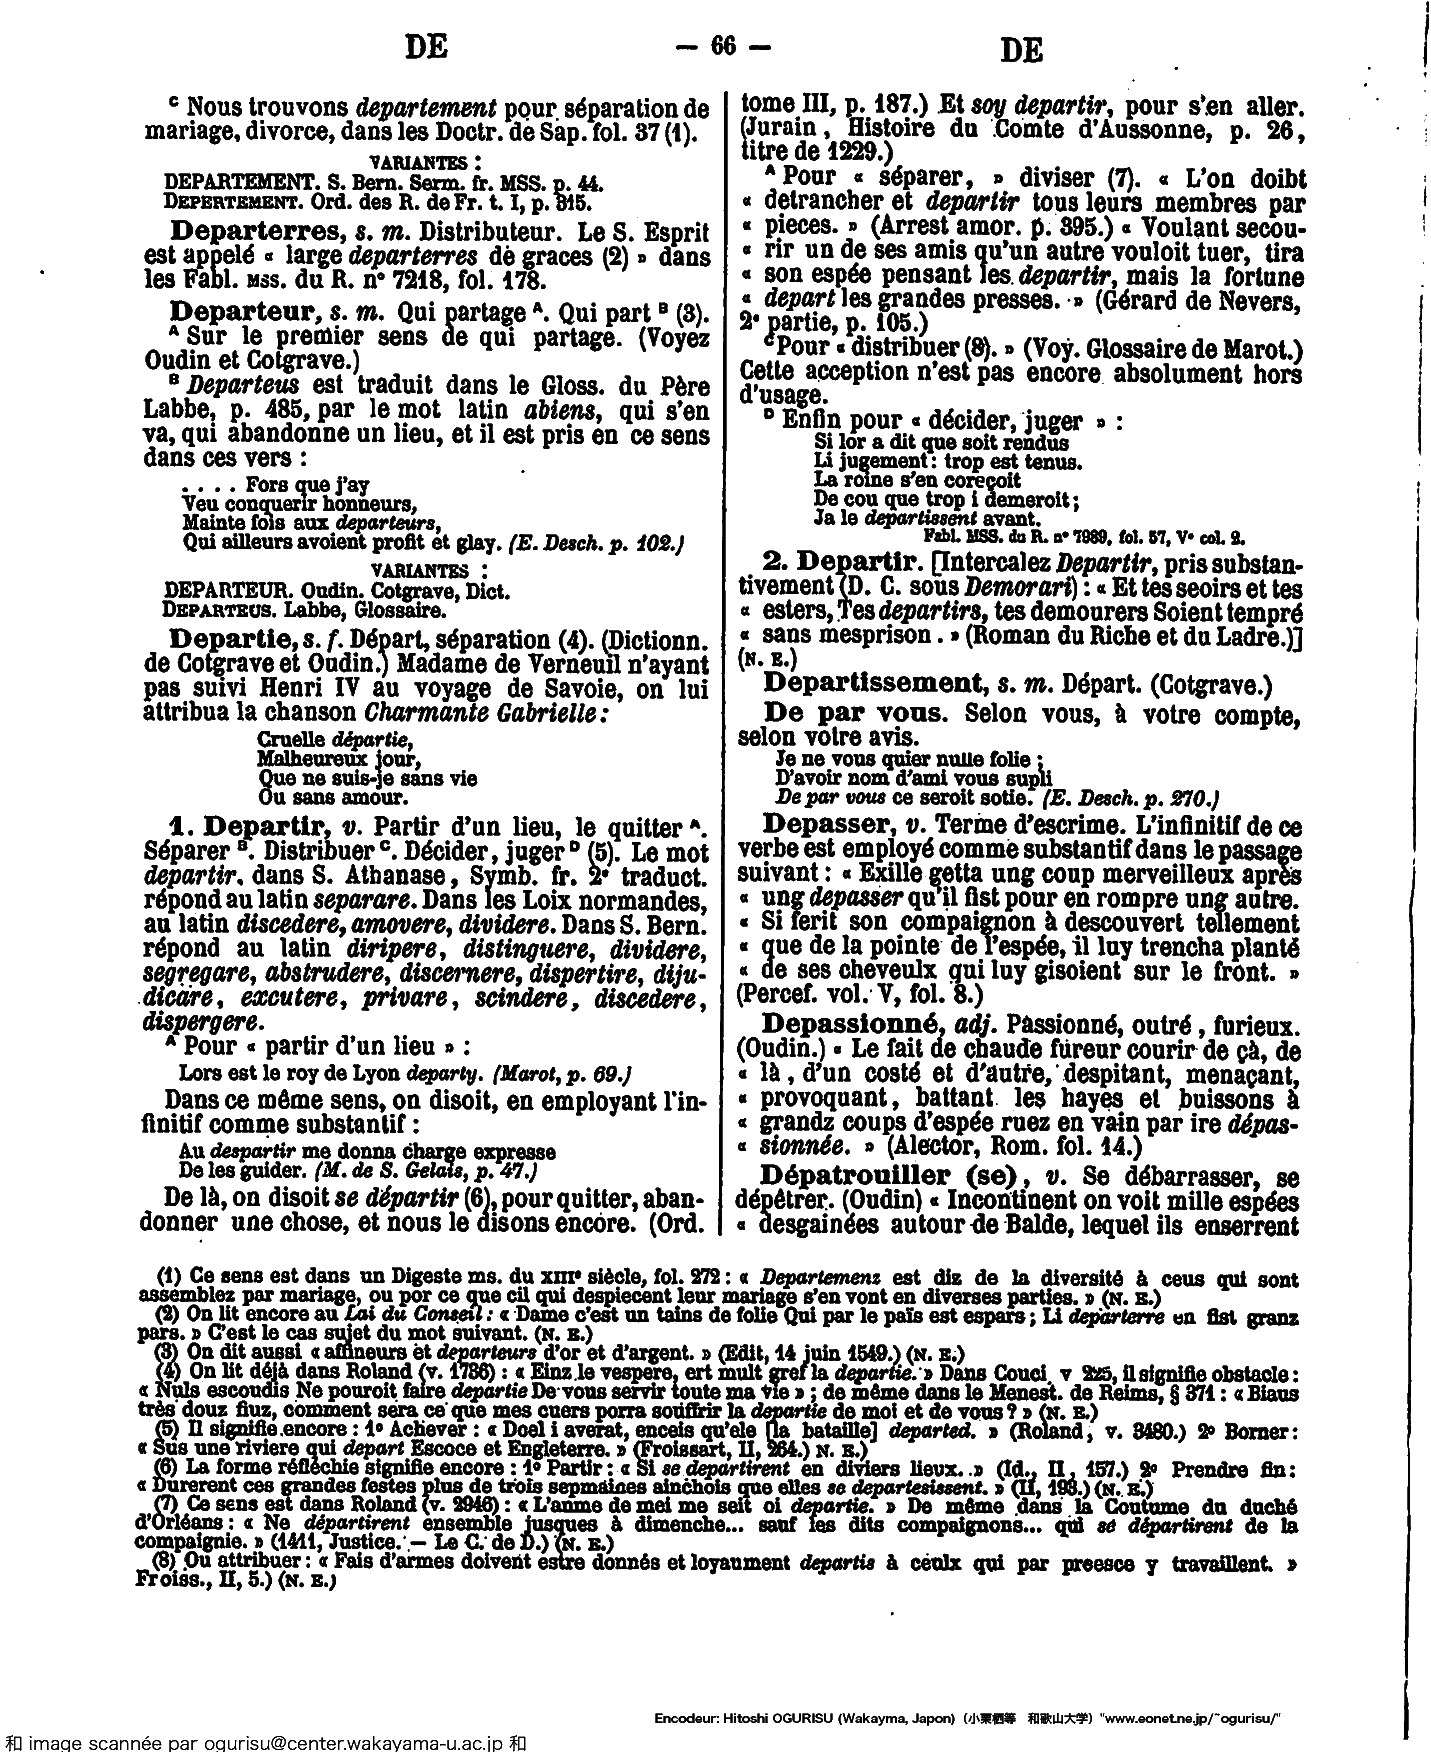 DE
— 66 —
DE
ᶜ Nous trouvons departement pour séparation de
mariage, divorce, dans les Doctr. de Sap. fol. 37 (1).
VARIANTES :
DEPARTEMENT. S. Bern. Serm. fr. MSS. p. 44.
DEPERTEMENT. Ord. des R. de Fr. t. I, p. 315.
Departerres, s. m. Distributeur. Le S. Esprit
est appelé « large departerres de graces (2) » dans
les Fabl. MSS. du R. n° 7218, fol. 178.
Departeur, s. m. Qui partage ᴬ. Qui part ᴮ (3).
ᴬ Sur le premier sens de qui partage. (Voyez
Oudin et Cotgrave.)
ᴮ Departeus est traduit dans le Gloss. du Père
Labbe, p. 485, par le mot latin abiens, qui s'en
va, qui abandonne un lieu, et il est pris en ce sens
dans ces vers :
. . . . Fors que j'ay
Veu conquerir honneurs,
Mainte fois aux departeurs,
Qui ailleurs avoient profit et glay. (E. Desch. p. 102.)
VARIANTES :
DEPARTEUR. Oudin. Cotgrave, Dict.
DEPARTEUS. Labbe, Glossaire.
Departie, s. f. Départ, séparation (4). (Dictionn.
de Cotgrave et Oudin.) Madame de Verneuil n'ayant
pas suivi Henri IV au voyage de Savoie, on lui
attribua la chanson Charmante Gabrielle :
Cruelle départie,
Malheureux jour,
Que ne suis-je sans vie
Ou sans amour.
1. Departir, v. Partir d'un lieu, le quitter ᴬ.
Séparer ᴮ. Distribuer ᶜ. Décider, juger ᴰ (5). Le mot
departir, dans S. Athanase, Symb. fr. 2ᵉ traduct.
répond au latin separare. Dans les Loix normandes,
au latin discedere, amovere, dividere. Dans S. Bern.
répond au latin diripere, distinguere, dividere,
segregare, abstrudere, discernere, dispertire, diju-
dicare, excutere, privare, scindere, discedere,
dispergere.
ᴬ Pour « partir d'un lieu » :
Lors est le roy de Lyon departy. (Marot, p. 69.)
Dans ce même sens, on disoit, en employant l'in-
finitif comme substantif :
Au despartir me donna charge expresse
De les guider. (M. de S. Gelais, p. 47.)
De là, on disoit se départir (6), pour quitter, aban-
donner une chose, et nous le disons encore. (Ord.
tome III, p. 187.) Et soy departir, pour s'en aller.
(Jurain, Histoire du Comte d'Aussonne, p. 26,
titre de 1229.)
ᴬ Pour « séparer, » diviser (7). « L'on doibt
« detrancher et departir tous leurs membres par
« pieces. » (Arrest amor. p. 395.) « Voulant secou-
« rir un de ses amis qu'un autre vouloit tuer, tira
« son espée pensant les departir, mais la fortune
« depart les grandes presses. » (Gérard de Nevers,
2ᵉ partie, p. 105.)
ᶜ Pour « distribuer (8). » (Voy. Glossaire de Marot.)
Cette acception n'est pas encore absolument hors
d'usage.
ᴰ Enfin pour « décider, juger » :
Si lor a dit que soit rendus
Li jugement : trop est tenus.
La roine s'en coreçoit
De cou que trop i demeroit ;
Ja le departissent avant.
Fabl. MSS. du R. n° 7989, fol. 57, Vᵒ col. 2.
2. Departir. [Intercalez Departir, pris substan-
tivement (D. C. sous Demorari) : « Et tes seoirs et tes
« esters, Tes departirs, tes demourers Soient tempré
« sans mesprison. » (Roman du Riche et du Ladre.)]
(N. E.)
Departissement, s. m. Départ. (Cotgrave.)
De par vous. Selon vous, à votre compte,
selon votre avis.
Je ne vous quier nulle folie ;
D'avoir nom d'ami vous supli
De par vous ce seroit sotie. (E. Desch. p. 270.)
Depasser, v. Terme d'escrime. L'infinitif de ce
verbe est employé comme substantif dans le passage
suivant : « Exille getta ung coup merveilleux après
« ung depasser qu'il fist pour en rompre ung autre.
« Si ferit son compaignon à descouvert tellement
« que de la pointe de l'espée, il luy trencha planté
« de ses cheveulx qui luy gisoient sur le front. »
(Percef. vol. V, fol. 8.)
Depassionné, adj. Passionné, outré, furieux.
(Oudin.) « Le fait de chaude fureur courir de çà, de
« là, d'un costé et d'autre, despitant, menaçant,
« provoquant, battant les hayes et buissons à
« grandz coups d'espée ruez en vain par ire dépas-
« sionnée. » (Alector, Rom. fol. 14.)
Dépatrouiller (se), v. Se débarrasser, se
dépêtrer. (Oudin) « Incontinent on voit mille espées
« desgainées autour de Balde, lequel ils enserrent
(1) Ce sens est dans un Digeste ms. du XIIIᵉ siècle, fol. 272 : « Departemenz est diz de la diversité à ceus qui sont
assemblez par mariage, ou por ce que cil qui despiecent leur mariage s'en vont en diverses parties. » (N. E.)
(2) On lit encore au Lai du Conseil : « Dame c'est un tains de folie Qui par le païs est espars ; Li departerre en fist granz
pars. » C'est le cas sujet du mot suivant. (N. E.)
(3) On dit aussi « affineurs et departeurs d'or et d'argent. » (Edit, 14 juin 1549.) (N. E.)
(4) On lit déjà dans Roland (v. 1736) : « Einz le vespere, ert mult gref la departie. » Dans Couci, v 225, il signifie obstacle :
« Nuls escoudis Ne pouroit faire departie De vous servir toute ma vie » ; de même dans le Menest. de Reims, § 371 : « Biaus
très douz fiuz, comment sera ce que mes cuers porra souffrir la departie de moi et de vous ? » (N. E.)
(5) Il signifie encore : 1° Achever : « Doel i averat, enceis qu'ele [la bataille] departed. » (Roland, v. 3480.) 2° Borner :
« Sus une riviere qui depart Escoce et Engleterre. » (Froissart, II, 264.) N. E.)
(6) La forme réfléchie signifie encore : 1° Partir : « Si se departirent en diviers lieux. » (Id., II, 157.) 2° Prendre fin :
« Durerent ces grandes festes plus de trois sepmaines ainchois que elles se departesissent. » (II, 193.) (N. E.)
(7) Ce sens est dans Roland (v. 2946) : « L'anme de mei me seit oi departie. » De même dans la Coutume du duché
d'Orléans : « Ne départirent ensemble jusques à dimenche... sauf les dits compaignons... qui se départirent de la
compaignie. » (1411, Justice. — Le C. de D.) (N. E.)
(8) Ou attribuer : « Fais d'armes doivent estre donnés et loyaument departis à ceulx qui par preesce y travaillent. »
Froiss., II, 5.) (N. E.)
Encodeur: Hitoshi OGURISU (Wakayma, Japon) (小栗栖等 和歌山大学) "www.eonet.ne.jp/~ogurisu/"
和 image scannée par ogurisu@center.wakayama-u.ac.jp 和